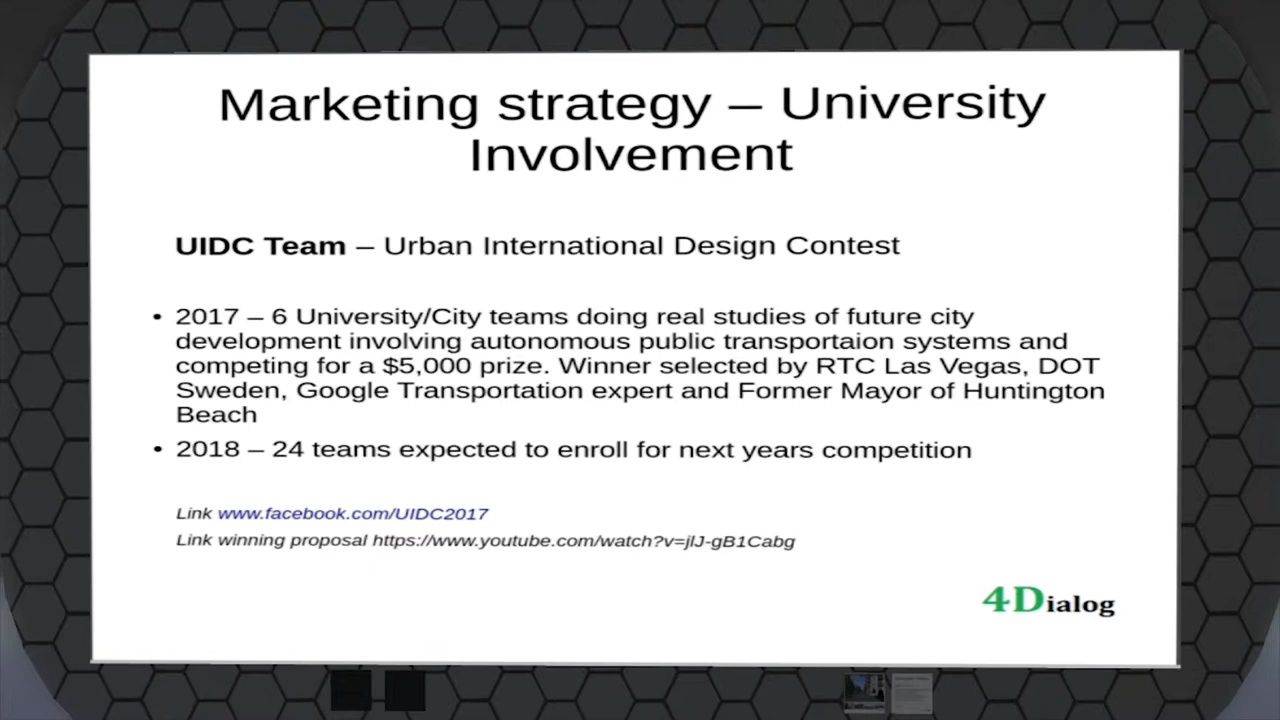 Marketing strategy – University
Involvement
UIDC Team – Urban International Design Contest
• 2017 – 6 University/City teams doing real studies of future city
development involving autonomous public transportaion systems and
competing for a $5,000 prize. Winner selected by RTC Las Vegas, DOT
Sweden, Google Transportation expert and Former Mayor of Huntington
Beach
• 2018 – 24 teams expected to enroll for next years competition
Link www.facebook.com/UIDC2017
Link winning proposal https://www.youtube.com/watch?v=jlJ-gB1Cabg
4Dialog